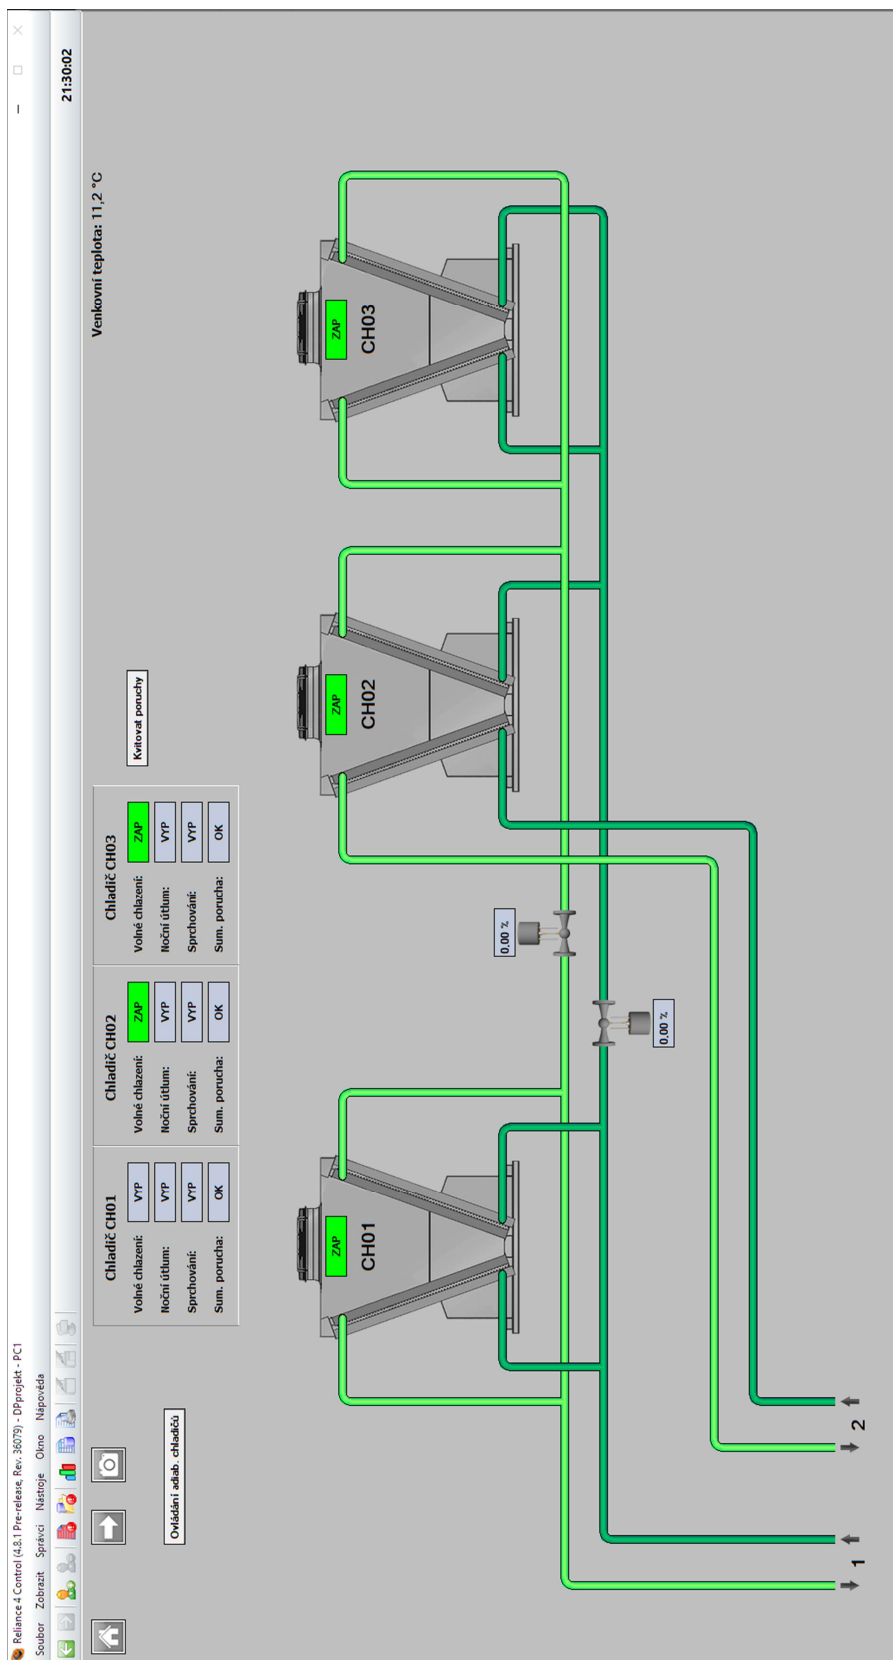 Reliance 4 Control (4.8.1 Pre-release, Rev. 36079) - DPprojekt - PC1
Soubor Zobrazit Správci Nástroje Okno Nápověda
21:30:02
Venkovní teplota: 11,2 °C
Ovládání adiab. chladičů
Chladič CH01
Volné chlazení: VYP
Noční útlum: VYP
Sprchování: VYP
Sum. porucha: OK
Chladič CH02
Volné chlazení: ZAP
Noční útlum: VYP
Sprchování: VYP
Sum. porucha: OK
Chladič CH03
Volné chlazení: ZAP
Noční útlum: VYP
Sprchování: VYP
Sum. porucha: OK
Kvitovat poruchy
ZAP
CH01
ZAP
CH02
ZAP
CH03
0.00 %
0.00 %
1
2